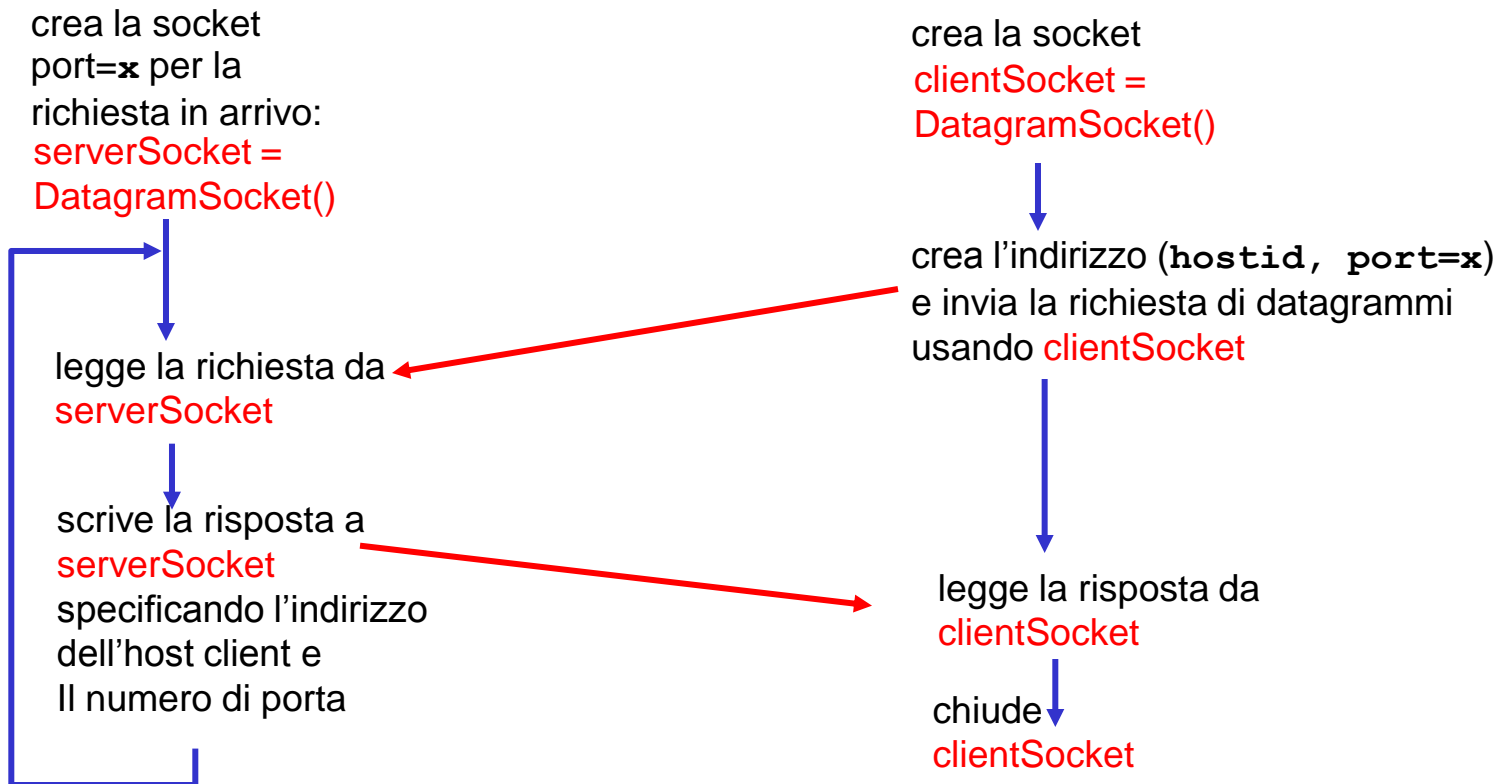 crea la socket
port=x per la
richiesta in arrivo:
serverSocket =
DatagramSocket()
legge la richiesta da
serverSocket
scrive la risposta a
serverSocket
specificando l’indirizzo
dell’host client e
Il numero di porta
crea la socket
clientSocket =
DatagramSocket()
crea l’indirizzo (hostid, port=x)
e invia la richiesta di datagrammi
usando clientSocket
legge la risposta da
clientSocket
chiude
clientSocket